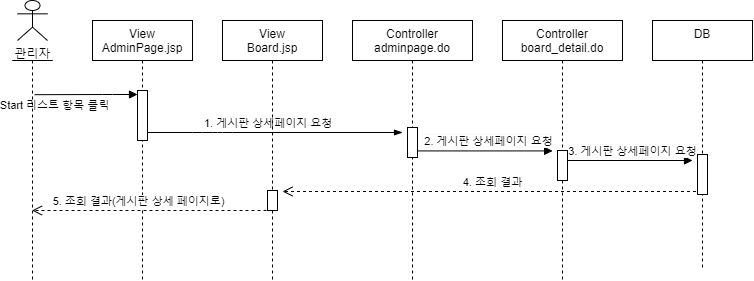 관리자
View
AdminPage.jsp
View
Board.jsp
Controller
adminpage.do
Controller
board_detail.do
DB
Start 리스트 항목 클릭
1. 게시판 상세페이지 요청
2. 게시판 상세페이지 요청
3. 게시판 상세페이지 요청
4. 조회 결과
5. 조회 결과(게시판 상세 페이지로)